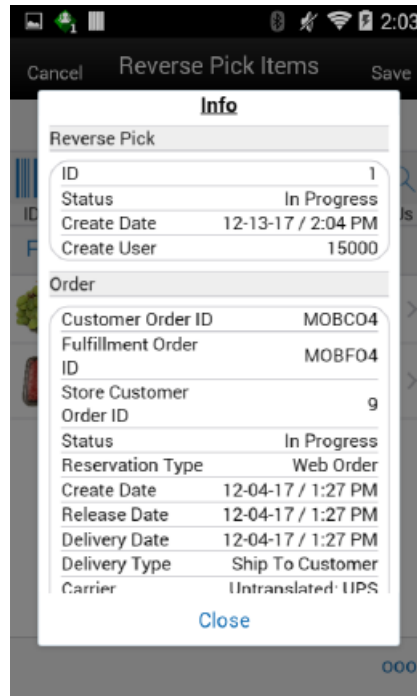 2:03
Cancel Reverse Pick Items Save
Info
Reverse Pick
ID 1
Status In Progress
Create Date 12-13-17 / 2:04 PM
Create User 15000
Order
Customer Order ID MOBCO4
Fulfillment Order
ID MOBFO4
Store Customer
Order ID 9
Status In Progress
Reservation Type Web Order
Create Date 12-04-17 / 1:27 PM
Release Date 12-04-17 / 1:27 PM
Delivery Date 12-04-17 / 1:27 PM
Delivery Type Ship To Customer
Carrier Untranslated: UPS
Close